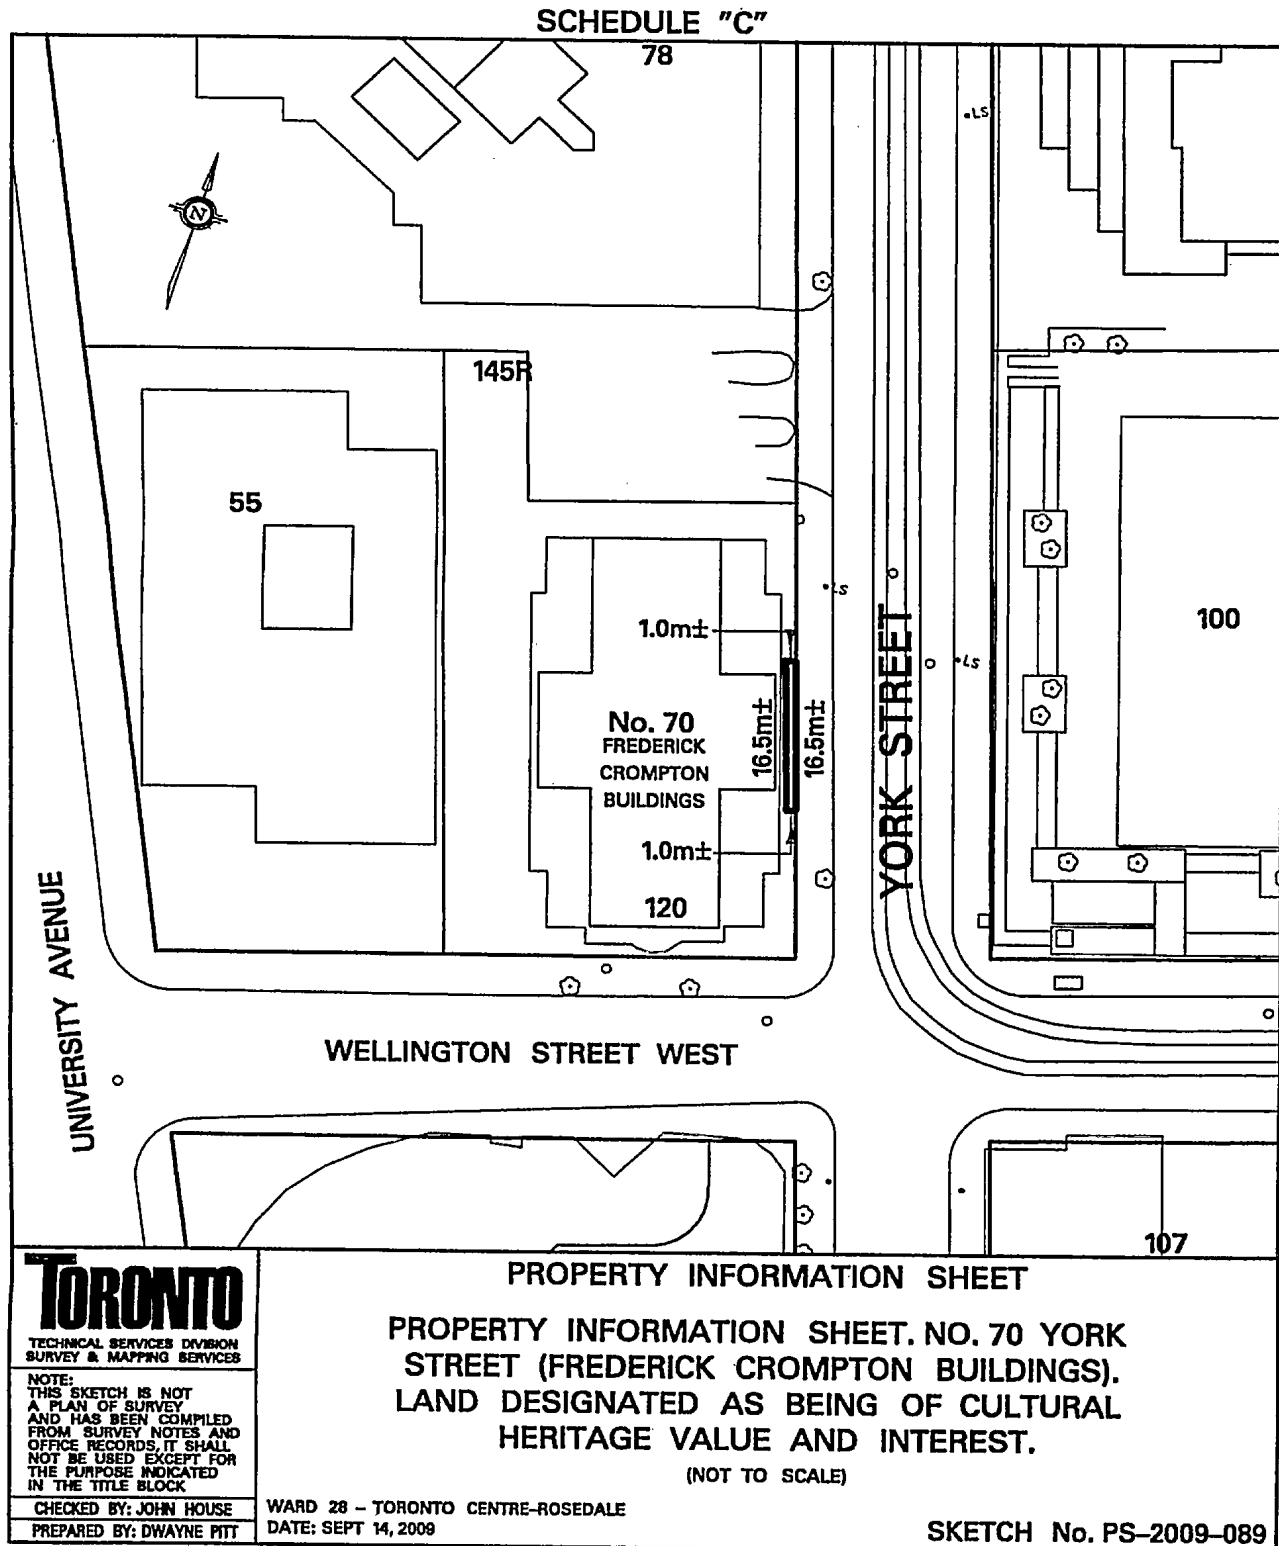 SCHEDULE "C"
78
LS
N
145R
55
LS
1.0m±
100
LS
No. 70
FREDERICK
CROMPTON
BUILDINGS
16.5m±
16.5m±
YORK STREET
1.0m±
120
UNIVERSITY AVENUE
WELLINGTON STREET WEST
107
TORONTO
TECHNICAL SERVICES DIVISION
SURVEY & MAPPING SERVICES
NOTE:
THIS SKETCH IS NOT
A PLAN OF SURVEY
AND HAS BEEN COMPILED
FROM SURVEY NOTES AND
OFFICE RECORDS, IT SHALL
NOT BE USED EXCEPT FOR
THE PURPOSE INDICATED
IN THE TITLE BLOCK
CHECKED BY: JOHN HOUSE
PREPARED BY: DWAYNE PITT
PROPERTY INFORMATION SHEET
PROPERTY INFORMATION SHEET. NO. 70 YORK
STREET (FREDERICK CROMPTON BUILDINGS).
LAND DESIGNATED AS BEING OF CULTURAL
HERITAGE VALUE AND INTEREST.
(NOT TO SCALE)
WARD 28 – TORONTO CENTRE–ROSEDALE
DATE: SEPT 14, 2009
SKETCH No. PS–2009–089